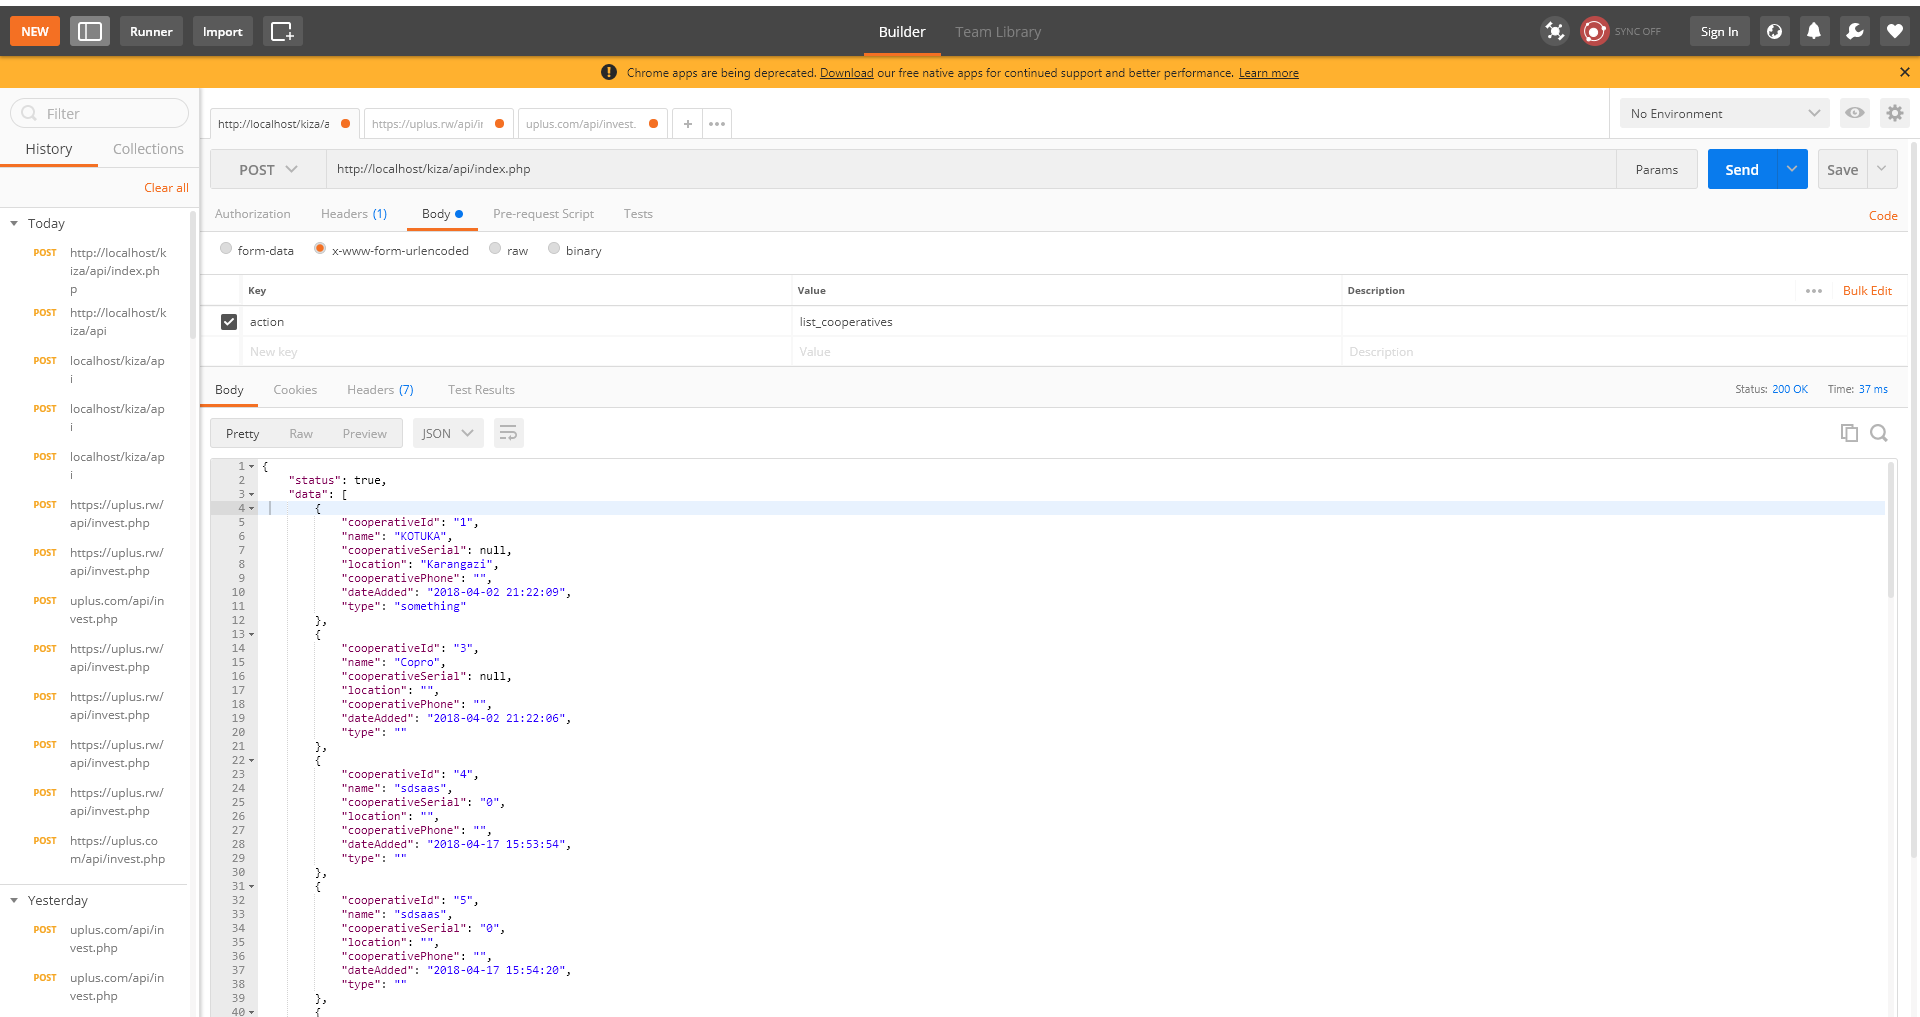 NEW Runner Import Builder Team Library SYNC OFF Sign In
Chrome apps are being deprecated. Download our free native apps for continued support and better performance. Learn more
Filter
History Collections
Clear all
Today
POST http://localhost/k
iza/api/index.ph
p
POST http://localhost/k
iza/api
POST localhost/kiza/ap
i
POST localhost/kiza/ap
i
POST localhost/kiza/ap
i
POST https://uplus.rw/
api/invest.php
POST https://uplus.rw/
api/invest.php
POST uplus.com/api/in
vest.php
POST https://uplus.rw/
api/invest.php
POST https://uplus.rw/
api/invest.php
POST https://uplus.rw/
api/invest.php
POST https://uplus.rw/
api/invest.php
POST https://uplus.co
m/api/invest.php
Yesterday
POST uplus.com/api/in
vest.php
POST uplus.com/api/in
vest.php
http://localhost/kiza/a https://uplus.rw/api/i uplus.com/api/invest. + ••• No Environment
POST http://localhost/kiza/api/index.php Params Send Save
Authorization Headers (1) Body Pre-request Script Tests Code
form-data x-www-form-urlencoded raw binary
Key Value Description ••• Bulk Edit
action list_cooperatives
New key Value Description
Body Cookies Headers (7) Test Results Status: 200 OK Time: 37 ms
Pretty Raw Preview JSON
1 {
2 "status": true,
3 "data": [
4 {
5 "cooperativeId": "1",
6 "name": "KOTUKA",
7 "cooperativeSerial": null,
8 "location": "Karangazi",
9 "cooperativePhone": "",
10 "dateAdded": "2018-04-02 21:22:09",
11 "type": "something"
12 },
13 {
14 "cooperativeId": "3",
15 "name": "Copro",
16 "cooperativeSerial": null,
17 "location": "",
18 "cooperativePhone": "",
19 "dateAdded": "2018-04-02 21:22:06",
20 "type": ""
21 },
22 {
23 "cooperativeId": "4",
24 "name": "sdsaas",
25 "cooperativeSerial": "0",
26 "location": "",
27 "cooperativePhone": "",
28 "dateAdded": "2018-04-17 15:53:54",
29 "type": ""
30 },
31 {
32 "cooperativeId": "5",
33 "name": "sdsaas",
34 "cooperativeSerial": "0",
35 "location": "",
36 "cooperativePhone": "",
37 "dateAdded": "2018-04-17 15:54:20",
38 "type": ""
39 },
40 {